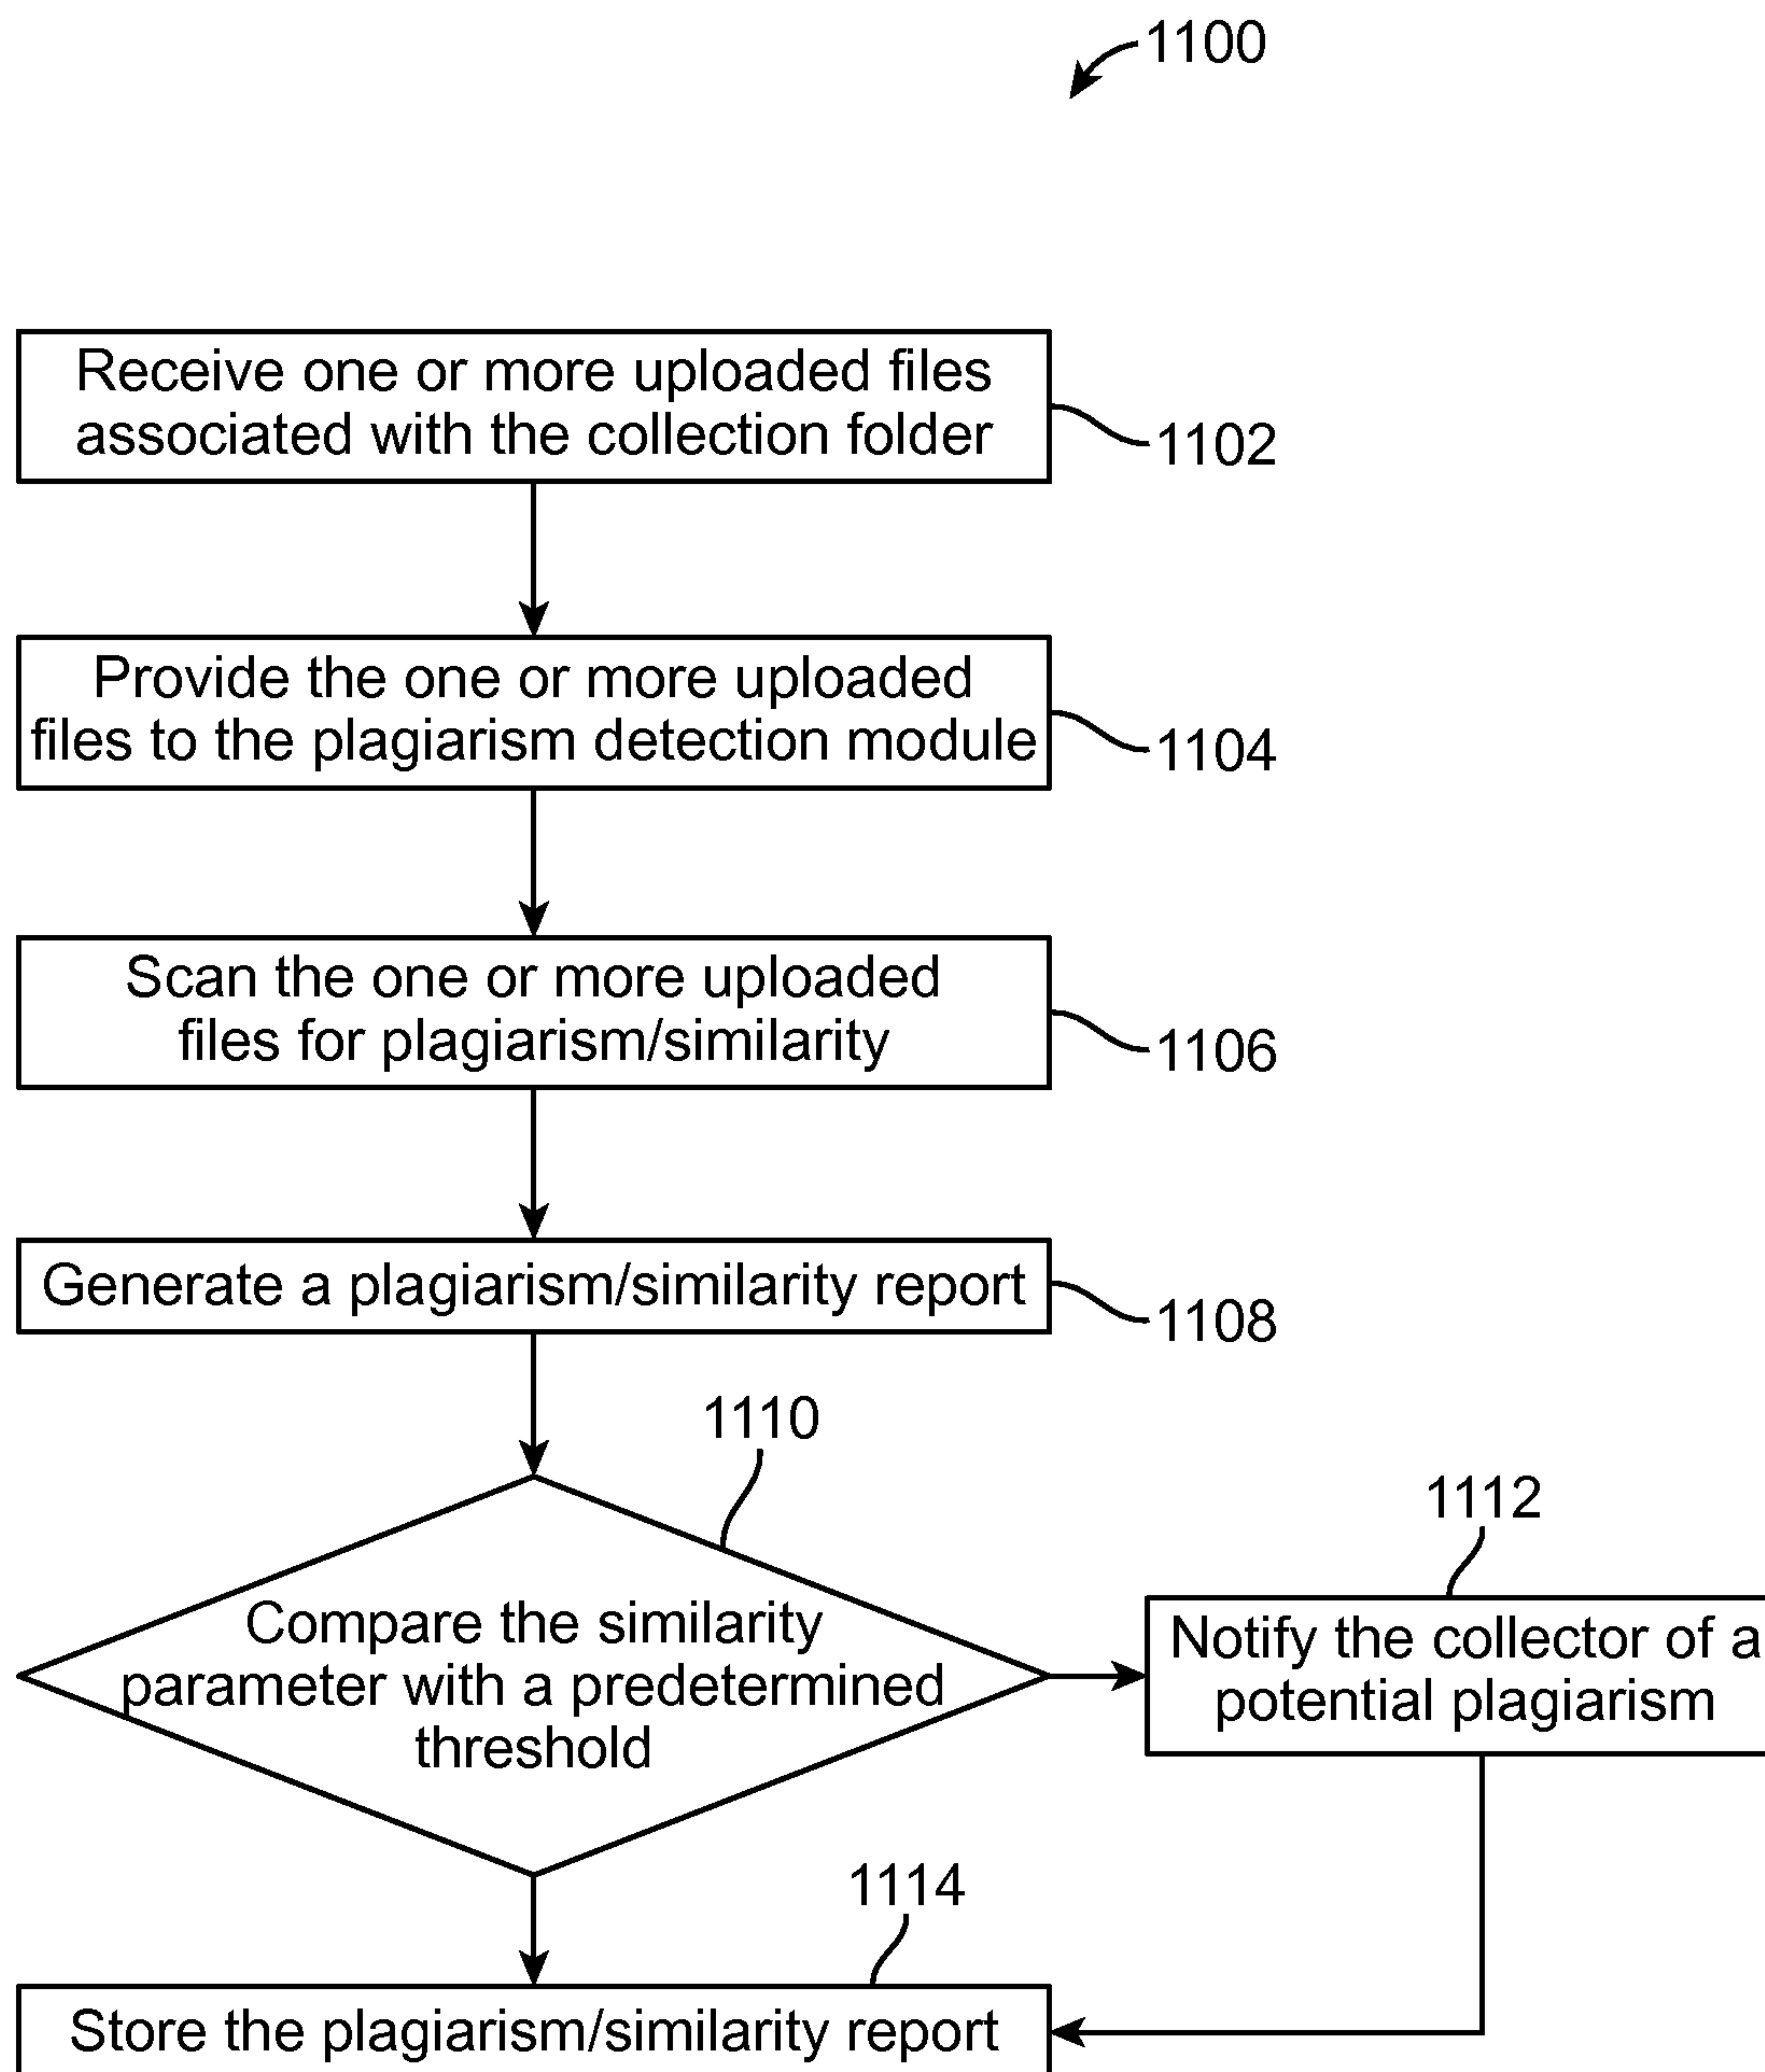 1100
Receive one or more uploaded files
associated with the collection folder
1102
Provide the one or more uploaded
files to the plagiarism detection module
1104
Scan the one or more uploaded
files for plagiarism/similarity
1106
Generate a plagiarism/similarity report
1108
1110
Compare the similarity
parameter with a predetermined
threshold
1112
Notify the collector of a
potential plagiarism
1114
Store the plagiarism/similarity report